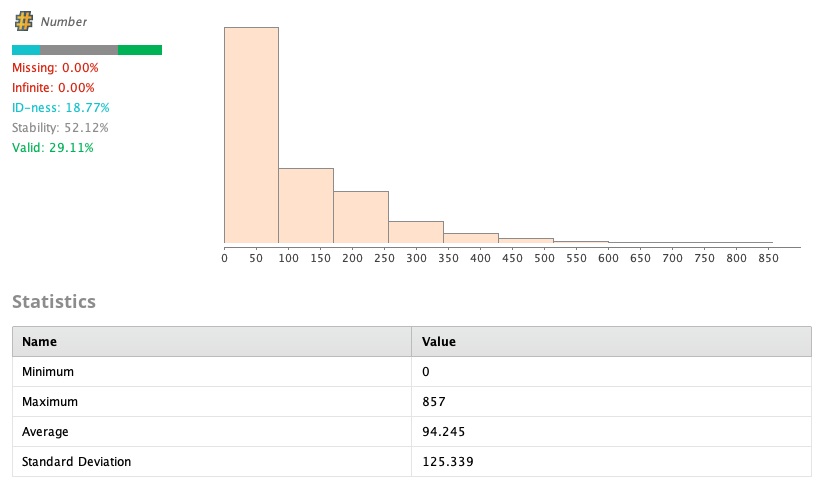 # Number
Missing: 0.00%
Infinite: 0.00%
ID-ness: 18.77%
Stability: 52.12%
Valid: 29.11%
0 50 100 150 200 250 300 350 400 450 500 550 600 650 700 750 800 850
Statistics
Name Value
Minimum 0
Maximum 857
Average 94.245
Standard Deviation 125.339